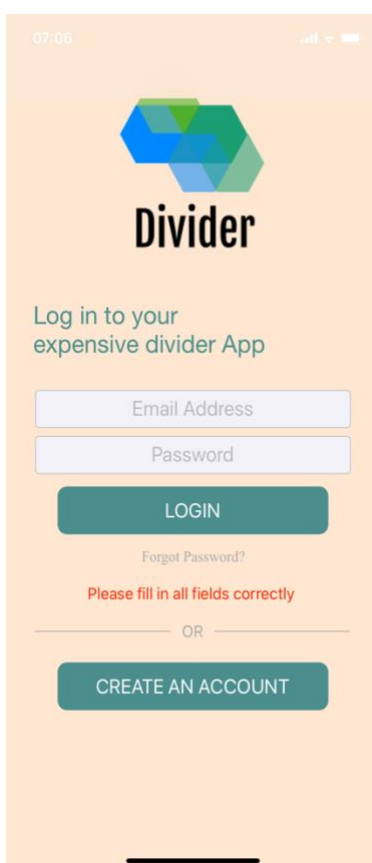 07:06
Divider
Log in to your
expensive divider App
Email Address
Password
LOGIN
Forgot Password?
Please fill in all fields correctly
OR
CREATE AN ACCOUNT